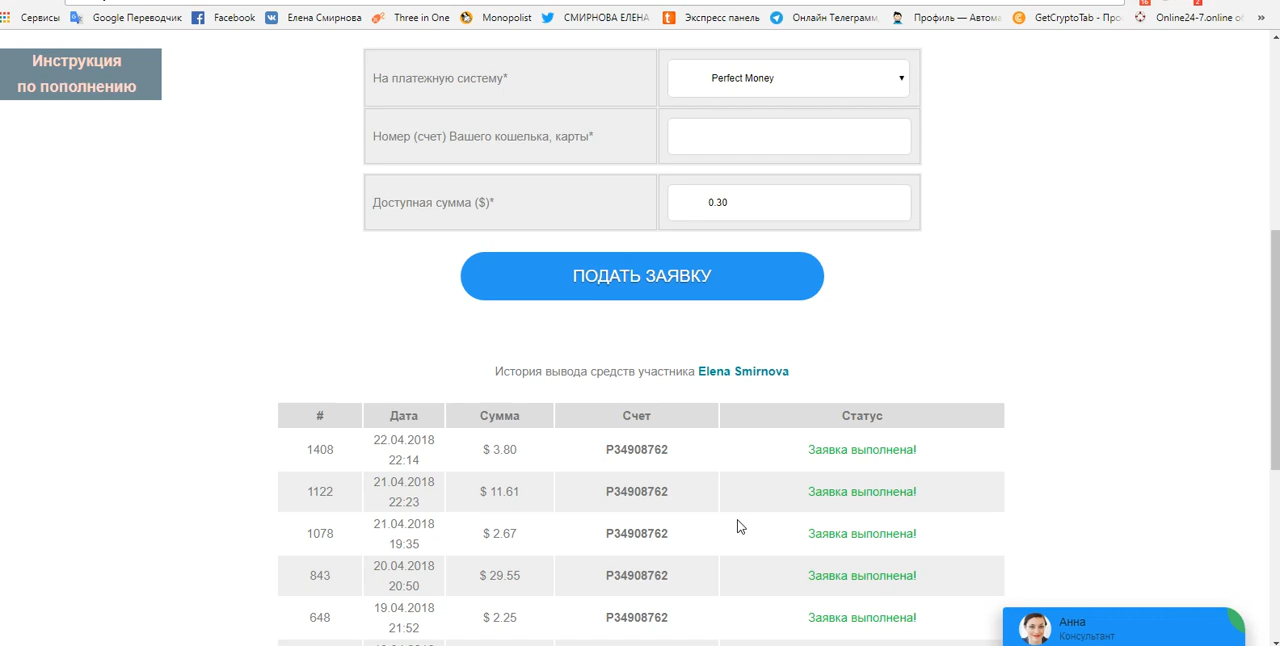 Сервисы Google Переводчик Facebook Елена Смирнова Three in One Monopolist СМИРНОВА ЕЛЕНА Экспресс панель Онлайн Телеграмм Профиль — Автома GetCryptoTab - Про Online24-7.online »
Инструкция
по пополнению
На платежную систему*
Perfect Money
Номер (счет) Вашего кошелька, карты*
Доступная сумма ($)*
0.30
ПОДАТЬ ЗАЯВКУ
История вывода средств участника Elena Smirnova
# Дата Сумма Счет Статус
1408 22.04.2018 22:14 $ 3.80 P34908762 Заявка выполнена!
1122 21.04.2018 22:23 $ 11.61 P34908762 Заявка выполнена!
1078 21.04.2018 19:35 $ 2.67 P34908762 Заявка выполнена!
843 20.04.2018 20:50 $ 29.55 P34908762 Заявка выполнена!
648 19.04.2018 21:52 $ 2.25 P34908762 Заявка выполнена!
Анна
Консультант